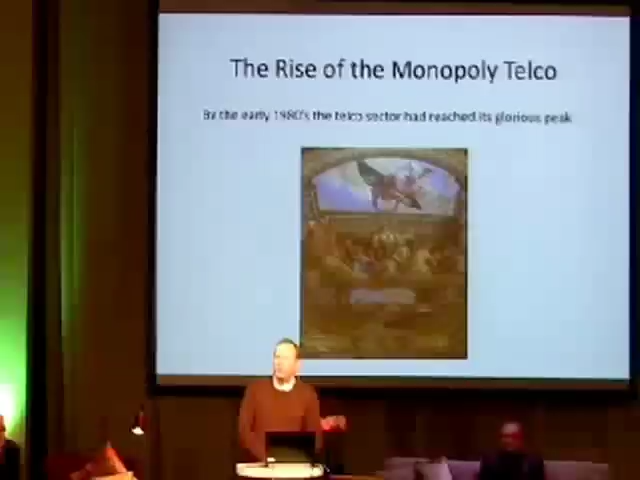 The Rise of the Monopoly Telco
By the early 1980's the telco sector had reached its glorious peak